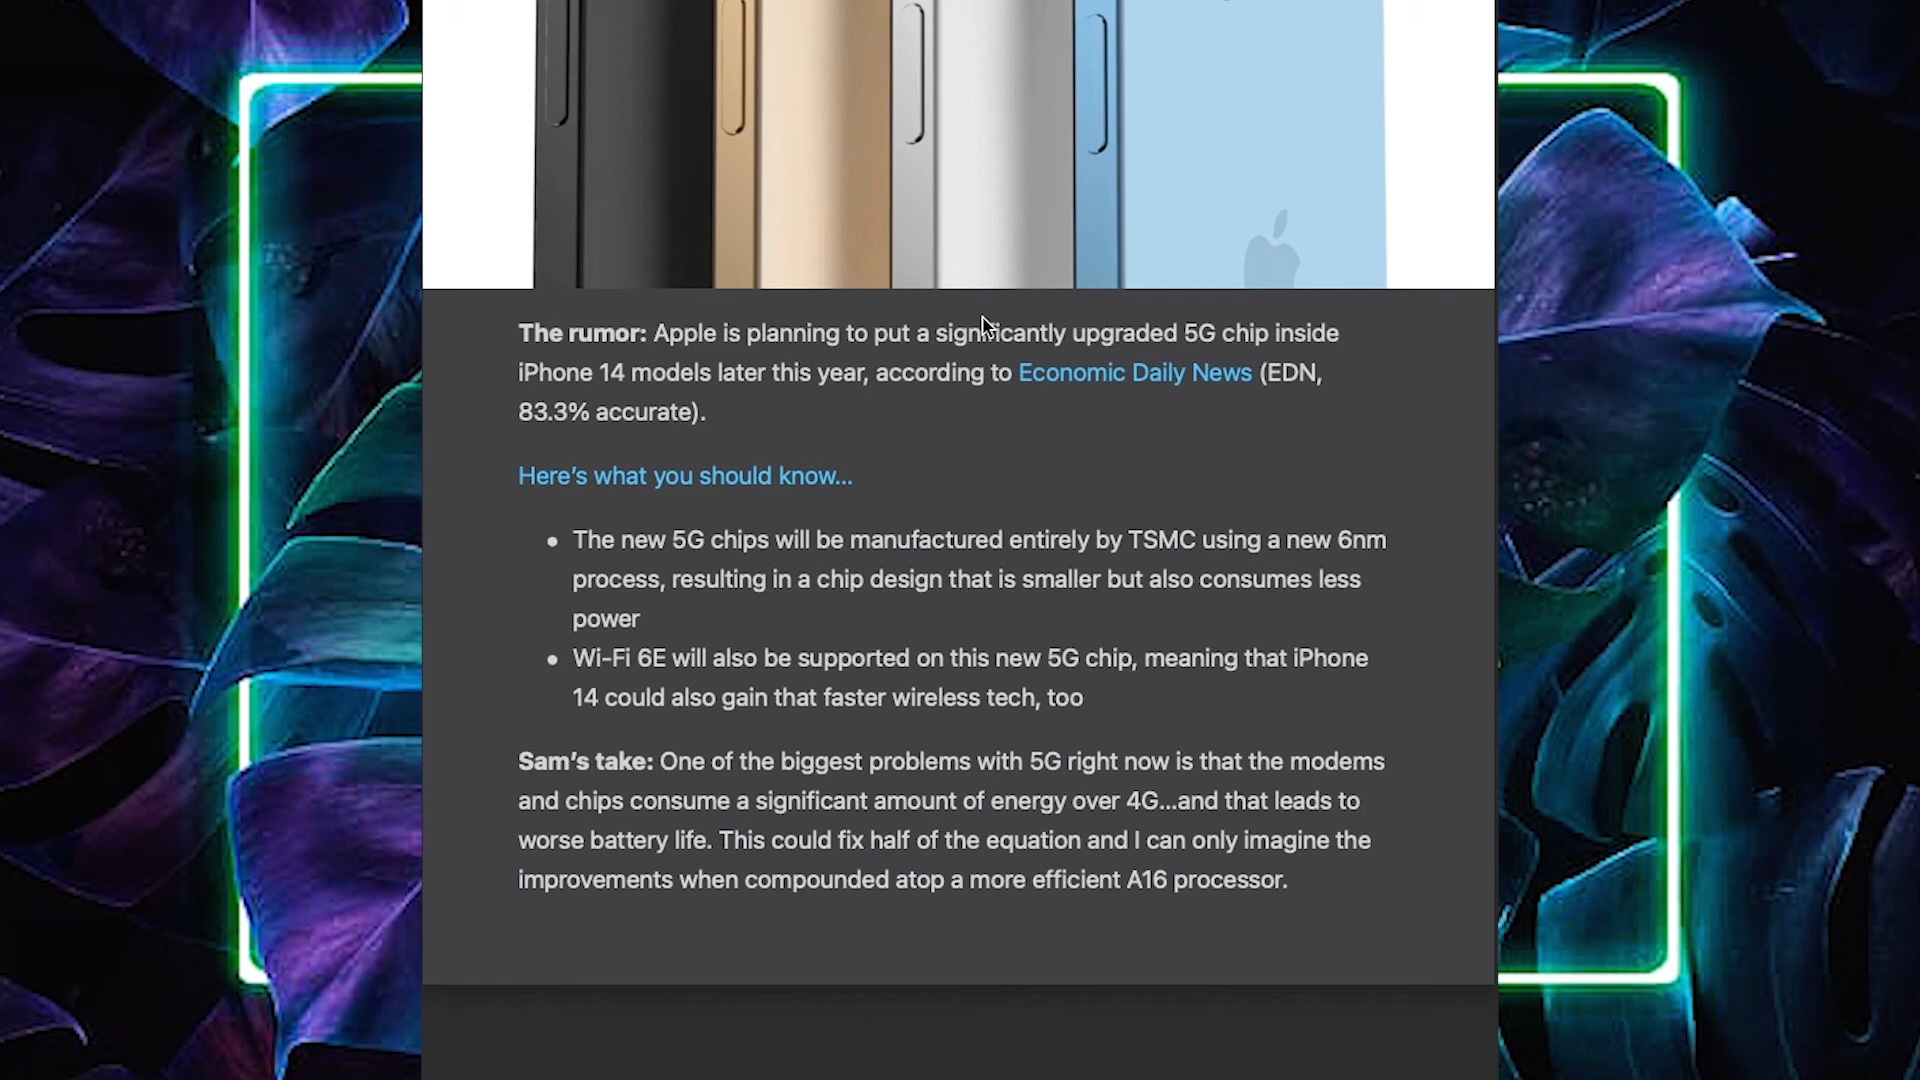 The rumor: Apple is planning to put a significantly upgraded 5G chip inside
iPhone 14 models later this year, according to Economic Daily News (EDN,
83.3% accurate).
Here’s what you should know...
• The new 5G chips will be manufactured entirely by TSMC using a new 6nm
process, resulting in a chip design that is smaller but also consumes less
power
• Wi-Fi 6E will also be supported on this new 5G chip, meaning that iPhone
14 could also gain that faster wireless tech, too
Sam’s take: One of the biggest problems with 5G right now is that the modems
and chips consume a significant amount of energy over 4G...and that leads to
worse battery life. This could fix half of the equation and I can only imagine the
improvements when compounded atop a more efficient A16 processor.